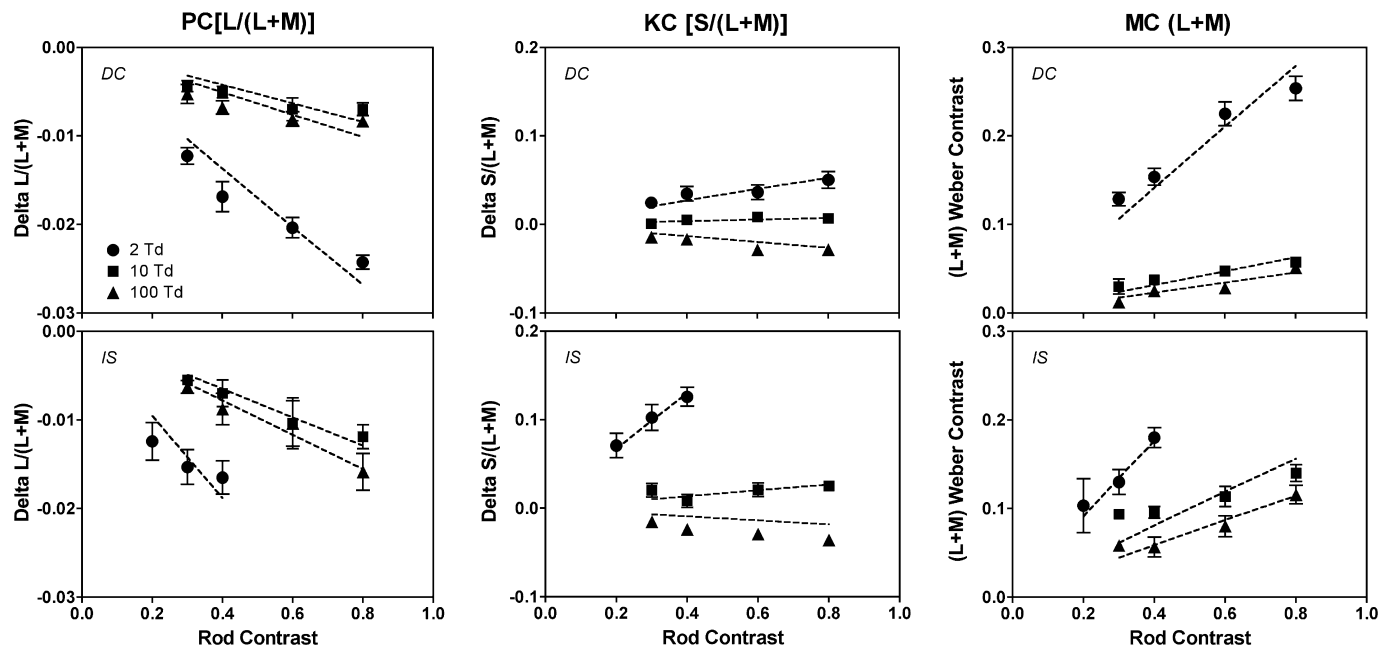 PC[L/(L+M)]
KC [S/(L+M)]
MC (L+M)
0.00
-0.01
-0.02
-0.03
Delta L/(L+M)
DC
2 Td
10 Td
100 Td
0.2
0.1
0.0
-0.1
Delta S/(L+M)
DC
0.3
0.2
0.1
0.0
(L+M) Weber Contrast
DC
0.00
-0.01
-0.02
-0.03
Delta L/(L+M)
IS
0.0 0.2 0.4 0.6 0.8 1.0
Rod Contrast
0.2
0.1
0.0
-0.1
Delta S/(L+M)
IS
0.0 0.2 0.4 0.6 0.8 1.0
Rod Contrast
0.3
0.2
0.1
0.0
(L+M) Weber Contrast
IS
0.0 0.2 0.4 0.6 0.8 1.0
Rod Contrast